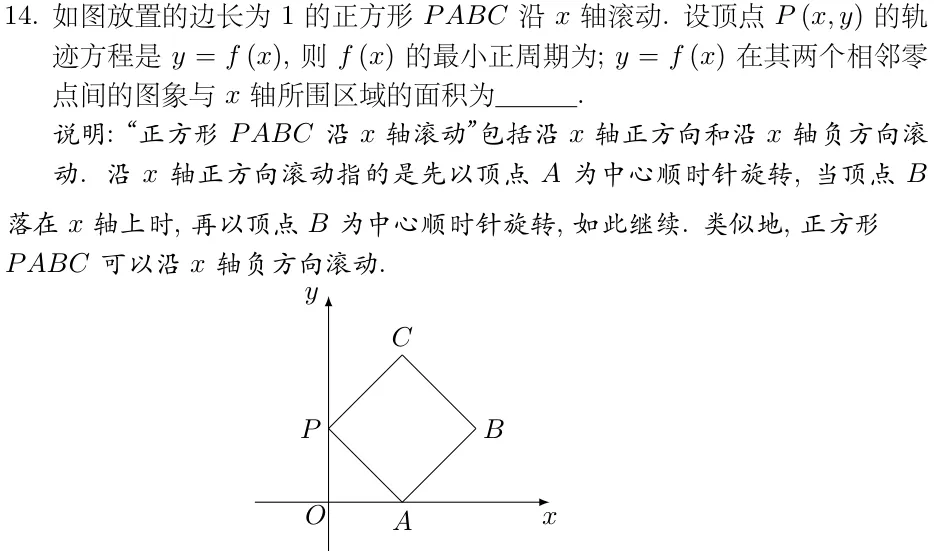 14. 如图放置的边长为 1 的正方形 PABC 沿 x 轴滚动. 设顶点 P (x, y) 的轨
迹方程是 y = f (x), 则 f (x) 的最小正周期为; y = f (x) 在其两个相邻零
点间的图象与 x 轴所围区域的面积为______.
说明: “正方形 PABC 沿 x 轴滚动”包括沿 x 轴正方向和沿 x 轴负方向滚
动. 沿 x 轴正方向滚动指的是先以顶点 A 为中心顺时针旋转, 当顶点 B
落在 x 轴上时, 再以顶点 B 为中心顺时针旋转, 如此继续. 类似地, 正方形
PABC 可以沿 x 轴负方向滚动.
y
C
P
B
O
A
x